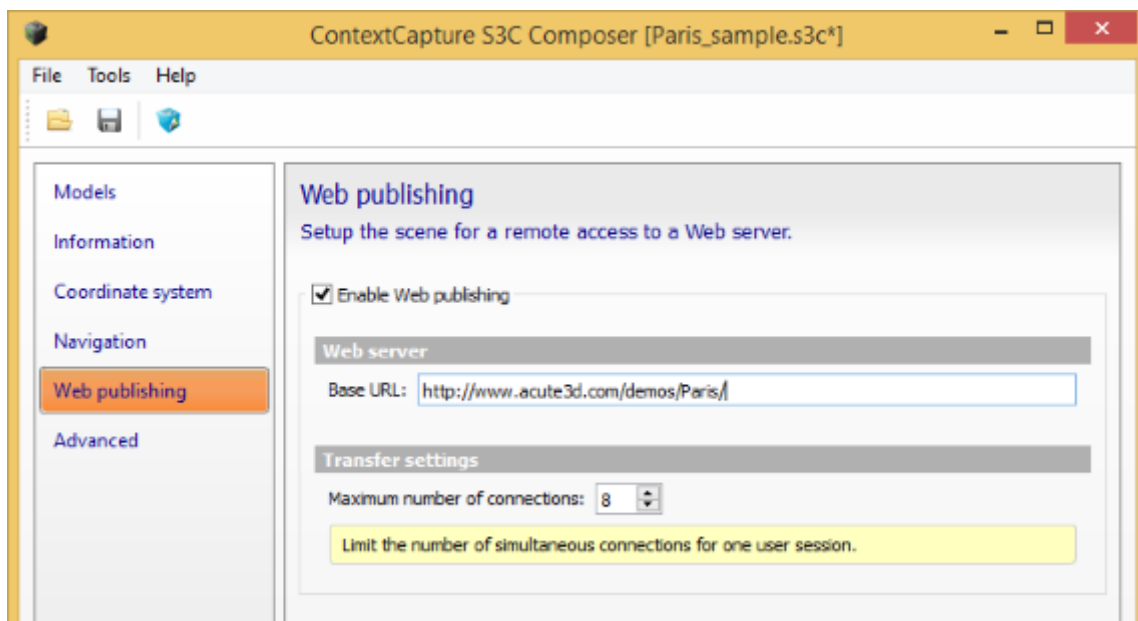 ContextCapture S3C Composer [Paris_sample.s3c*]
File Tools Help
Models
Information
Coordinate system
Navigation
Web publishing
Advanced
Web publishing
Setup the scene for a remote access to a Web server.
Enable Web publishing
Web server
Base URL: http://www.acute3d.com/demos/Paris/
Transfer settings
Maximum number of connections: 8
Limit the number of simultaneous connections for one user session.